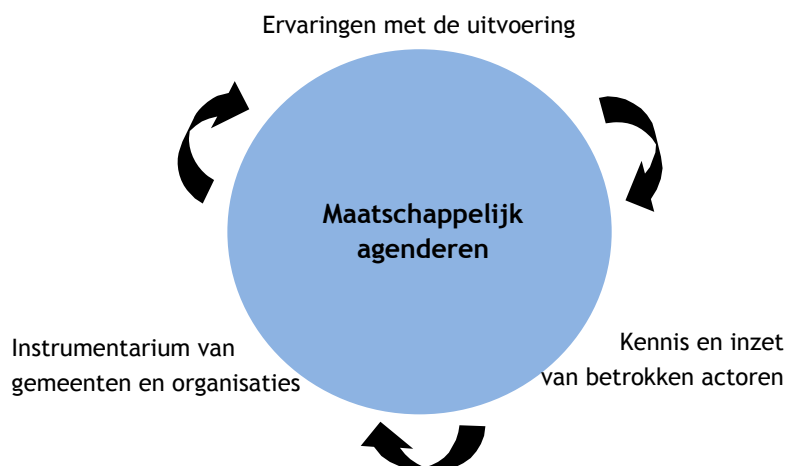 Ervaringen met de uitvoering
Maatschappelijk
agenderen
Instrumentarium van
gemeenten en organisaties
Kennis en inzet
van betrokken actoren